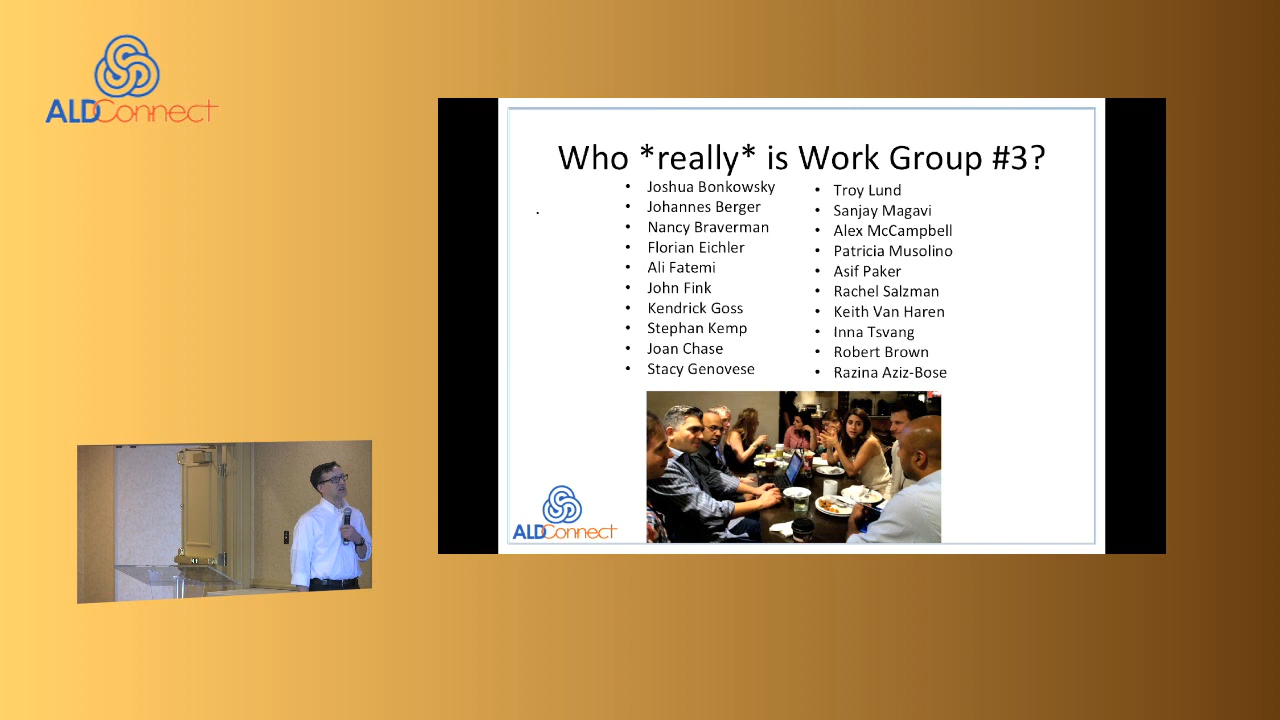 ALDConnect
Who *really* is Work Group #3?
• Joshua Bonkowsky
• Johannes Berger
• Nancy Braverman
• Florian Eichler
• Ali Fatemi
• John Fink
• Kendrick Goss
• Stephan Kemp
• Joan Chase
• Stacy Genovese
• Troy Lund
• Sanjay Magavi
• Alex McCampbell
• Patricia Musolino
• Asif Paker
• Rachel Salzman
• Keith Van Haren
• Inna Tsvang
• Robert Brown
• Razina Aziz-Bose
.
ALDConnect